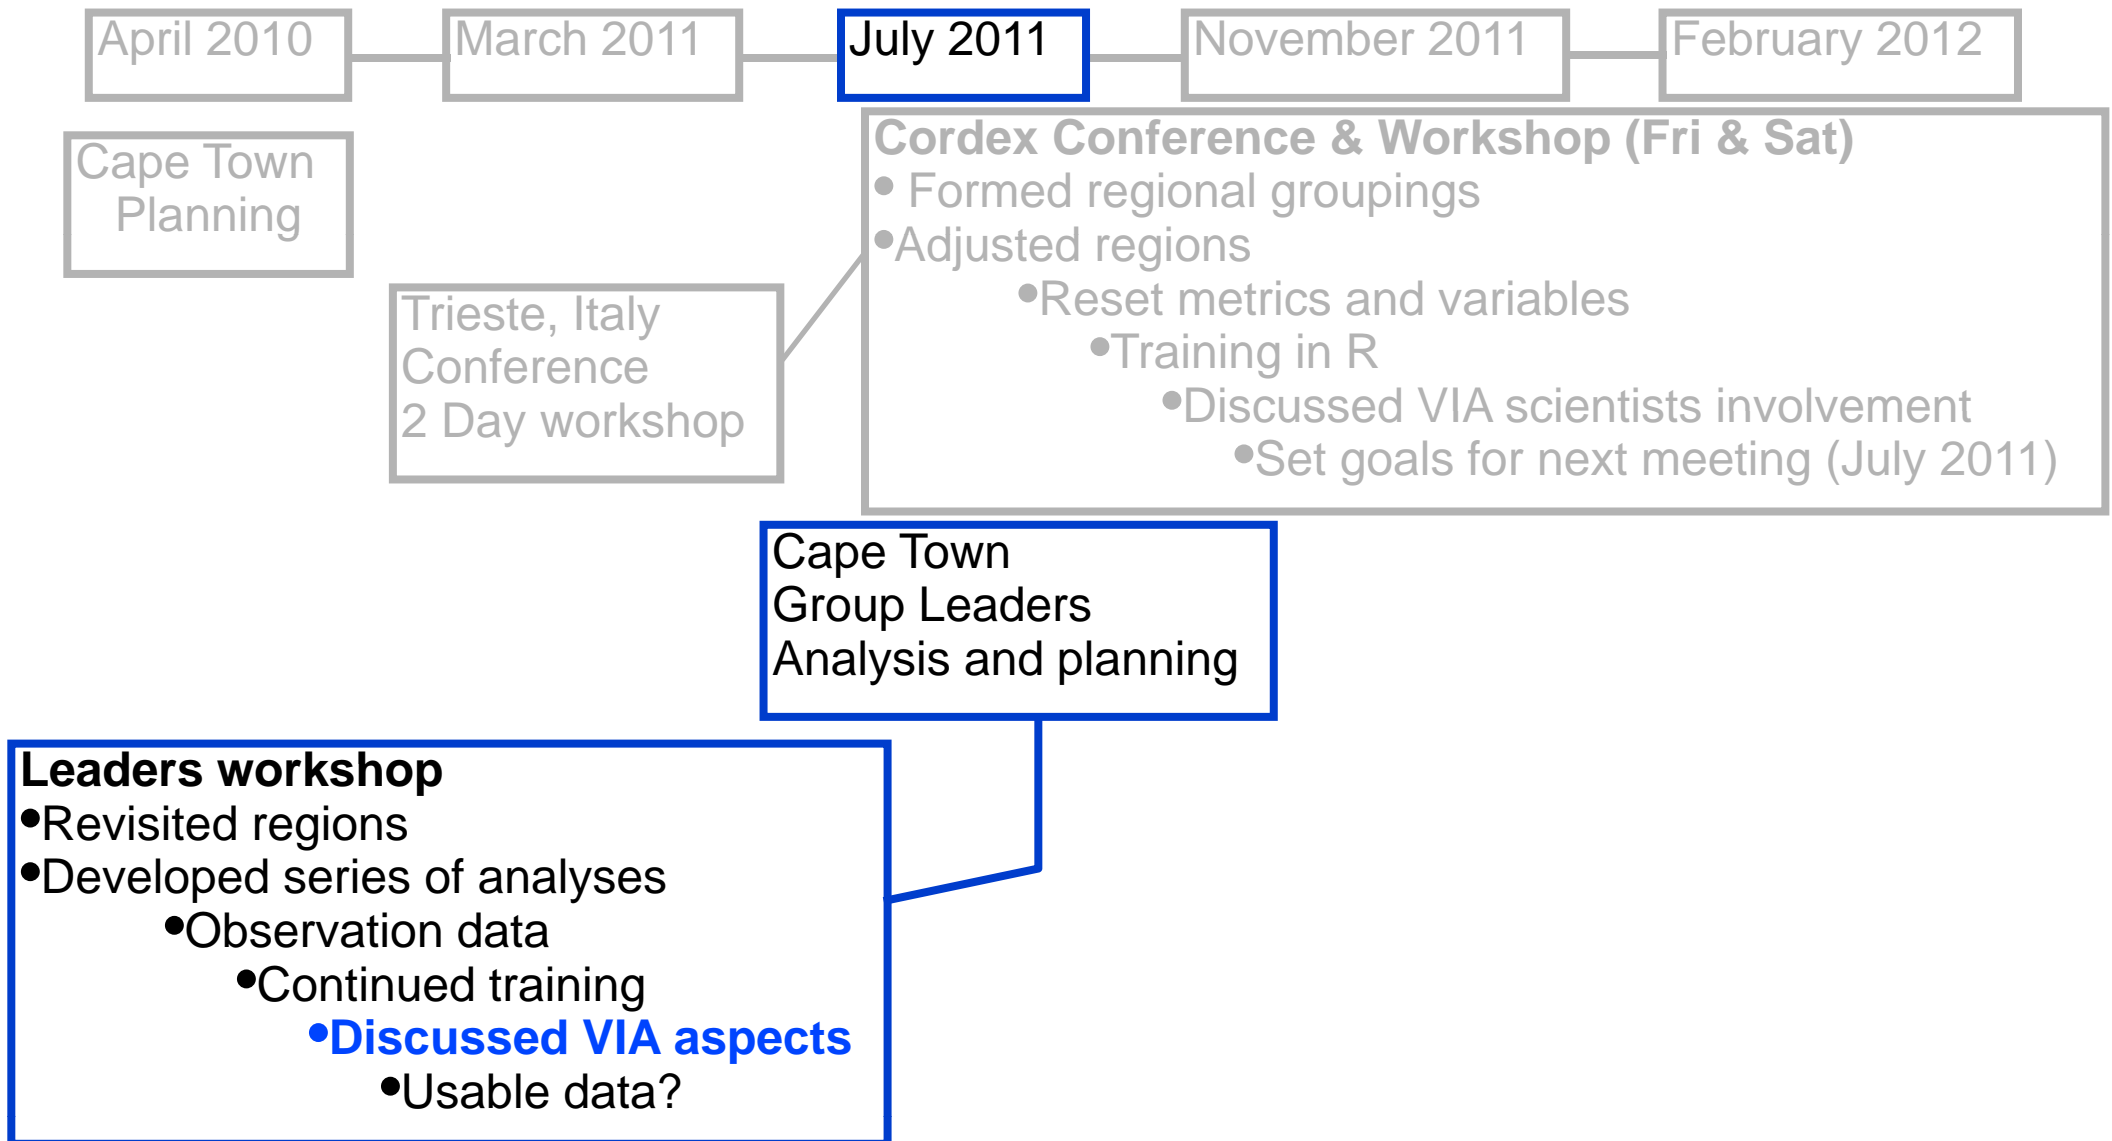 April 2010
March 2011
July 2011
November 2011
February 2012
Cape Town
Planning
Trieste, Italy
Conference
2 Day workshop
Cordex Conference & Workshop (Fri & Sat)
• Formed regional groupings
•Adjusted regions
•Reset metrics and variables
•Training in R
•Discussed VIA scientists involvement
•Set goals for next meeting (July 2011)
Cape Town
Group Leaders
Analysis and planning
Leaders workshop
•Revisited regions
•Developed series of analyses
•Observation data
•Continued training
•Discussed VIA aspects
•Usable data?